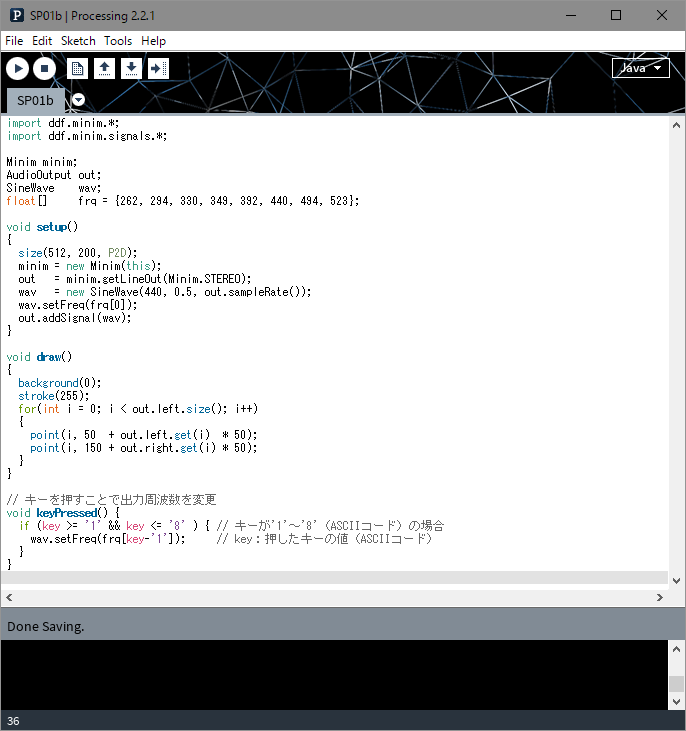 SP01b | Processing 2.2.1
File Edit Sketch Tools Help
Java
SP01b
import ddf.minim.*;
import ddf.minim.signals.*;
Minim minim;
AudioOutput out;
SineWave    wav;
float[]     frq = {262, 294, 330, 349, 392, 440, 494, 523};
void setup()
{
  size(512, 200, P2D);
  minim = new Minim(this);
  out   = minim.getLineOut(Minim.STEREO);
  wav   = new SineWave(440, 0.5, out.sampleRate());
  wav.setFreq(frq[0]);
  out.addSignal(wav);
}
void draw()
{
  background(0);
  stroke(255);
  for(int i = 0; i < out.left.size(); i++)
  {
    point(i, 50  + out.left.get(i)  * 50);
    point(i, 150 + out.right.get(i) * 50);
  }
}
// キーを押すことで出力周波数を変更
void keyPressed() {
  if (key >= '1' && key <= '8' ) { // キーが'1'～'8'（ASCIIコード）の場合
    wav.setFreq(frq[key-'1']);     // key：押したキーの値（ASCIIコード）
  }
}
Done Saving.
36